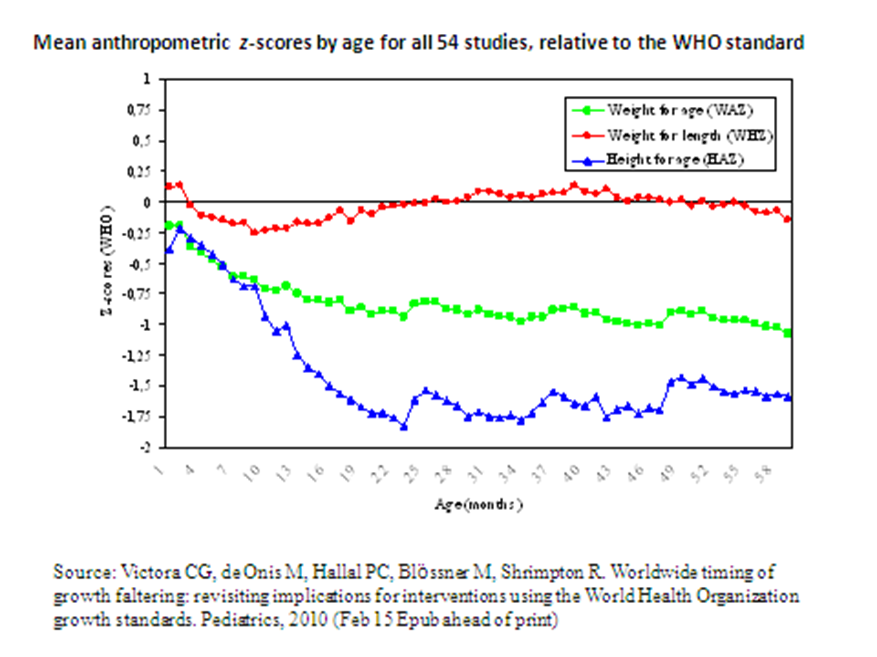 Mean anthropometric z-scores by age for all 54 studies, relative to the WHO standard
1
0,75
0,5
0,25
0
-0,25
-0,5
-0,75
-1
-1,25
-1,5
-1,75
-2
Z-scores (WHO)
Weight for age (WAZ)
Weight for length (WHZ)
Height for age (HAZ)
1 4 7 10 13 16 19 22 25 28 31 34 37 40 43 46 49 52 55 58
Age (months)
Source: Victora CG, de Onis M, Hallal PC, Blössner M, Shrimpton R. Worldwide timing of
growth faltering: revisiting implications for interventions using the World Health Organization
growth standards. Pediatrics, 2010 (Feb 15 Epub ahead of print)